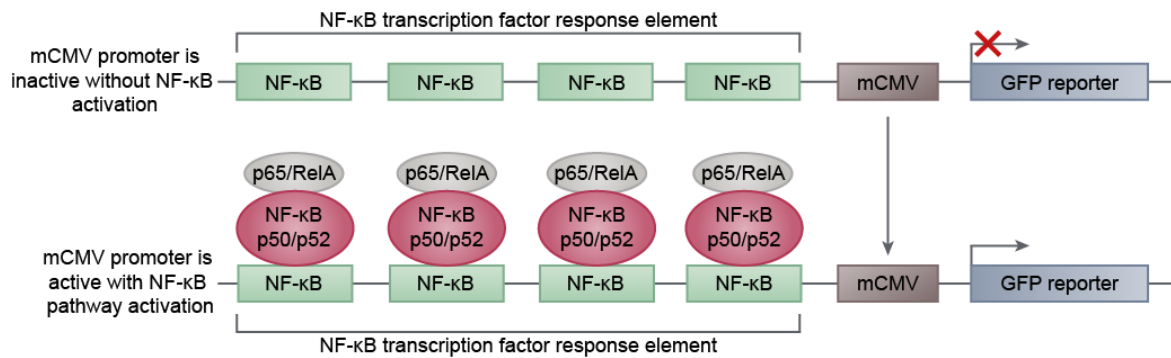 NF-κB transcription factor response element
mCMV promoter is
inactive without NF-κB
activation
NF-κB NF-κB NF-κB NF-κB mCMV GFP reporter
p65/RelA p65/RelA p65/RelA p65/RelA
NF-κB NF-κB NF-κB NF-κB
p50/p52 p50/p52 p50/p52 p50/p52
mCMV promoter is
active with NF-κB
pathway activation
NF-κB NF-κB NF-κB NF-κB mCMV GFP reporter
NF-κB transcription factor response element